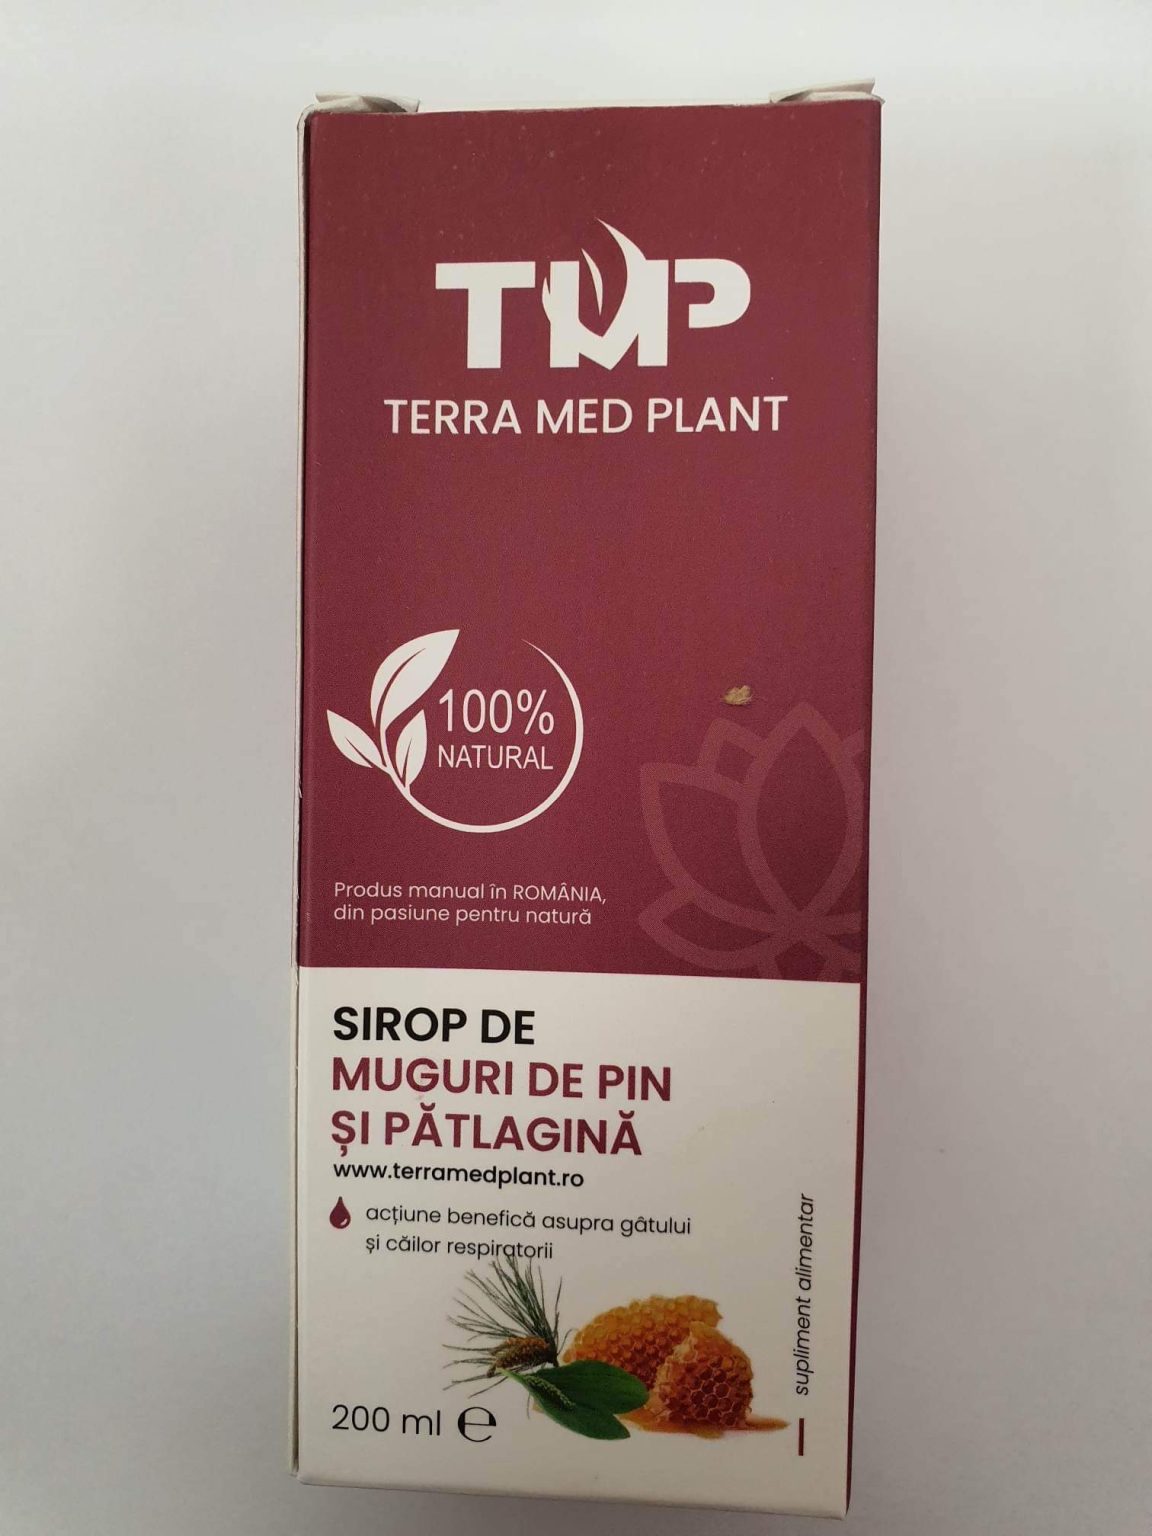 TMP
TERRA MED PLANT
100%
NATURAL
Produs manual în ROMÂNIA,
din pasiune pentru natură
SIROP DE
MUGURI DE PIN
ȘI PĂTLAGINĂ
www.terramedplant.ro
acțiune benefică asupra gâtului
și căilor respiratorii
supliment alimentar
200 ml ℮